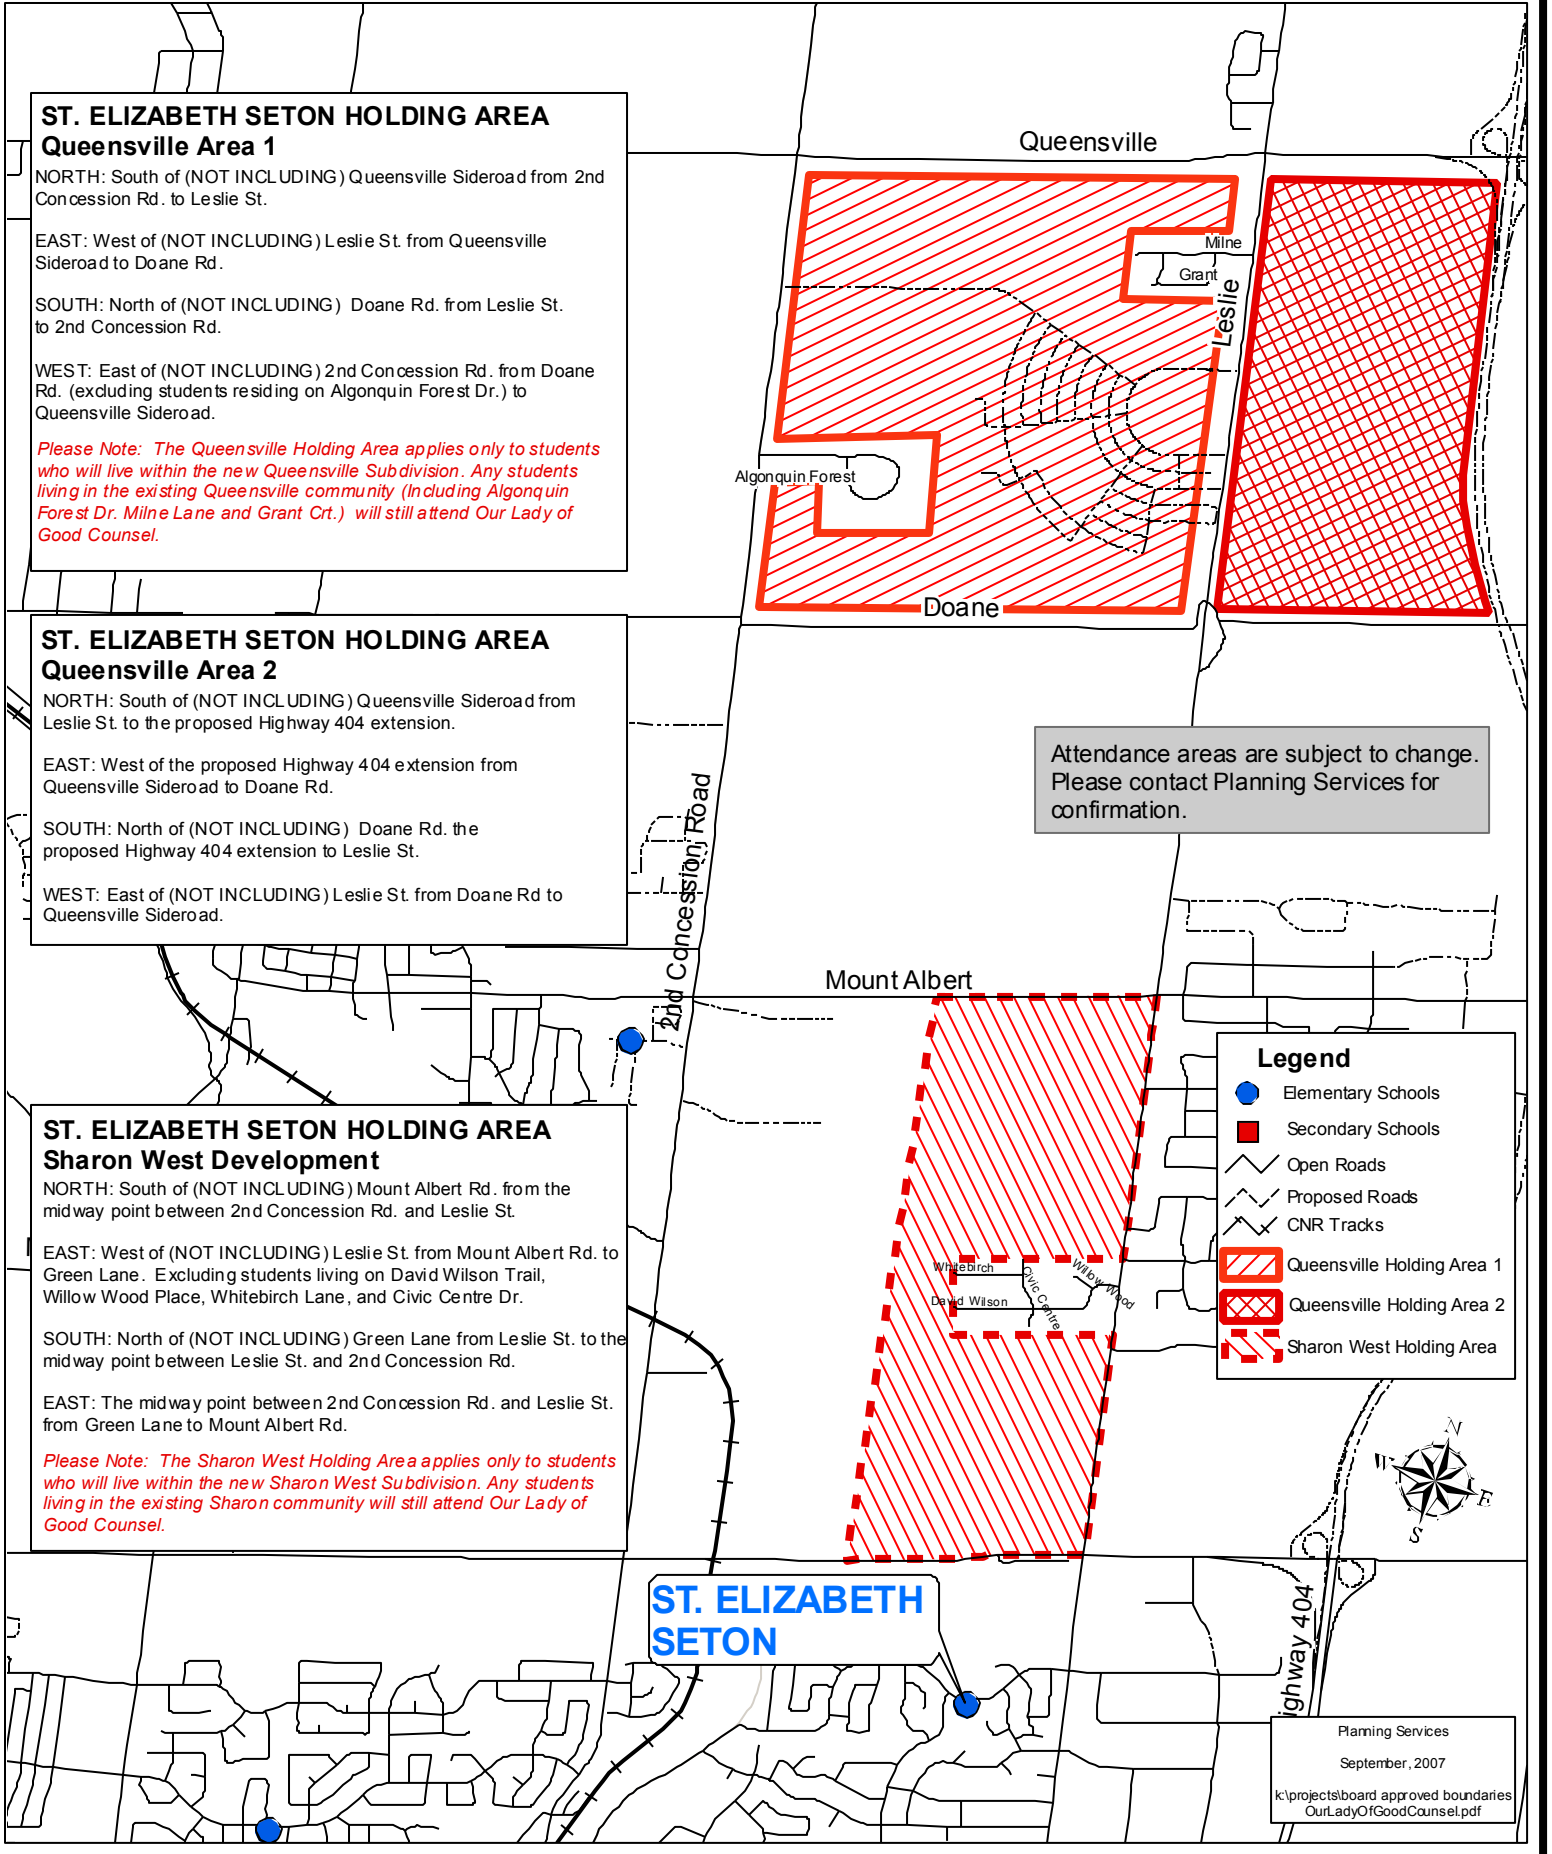 Queensville
ST. ELIZABETH SETON HOLDING AREA
Queensville Area 1
NORTH: South of (NOT INCLUDING) Queensville Sideroad from 2nd
Concession Rd. to Leslie St.
EAST: West of (NOT INCLUDING) Leslie St. from Queensville
Sideroad to Doane Rd.
SOUTH: North of (NOT INCLUDING) Doane Rd. from Leslie St.
to 2nd Concession Rd.
WEST: East of (NOT INCLUDING) 2nd Concession Rd. from Doane
Rd. (excluding students residing on Algonquin Forest Dr.) to
Queensville Sideroad.
Please Note: The Queensville Holding Area applies only to students
who will live within the new Queensville Subdivision. Any students
living in the existing Queensville community (Including Algonquin
Forest Dr. Milne Lane and Grant Crt.) will still attend Our Lady of
Good Counsel.
Milne
Grant
Leslie
Algonquin Forest
Doane
ST. ELIZABETH SETON HOLDING AREA
Queensville Area 2
NORTH: South of (NOT INCLUDING) Queensville Sideroad from
Leslie St. to the proposed Highway 404 extension.
EAST: West of the proposed Highway 404 extension from
Queensville Sideroad to Doane Rd.
SOUTH: North of (NOT INCLUDING) Doane Rd. the
proposed Highway 404 extension to Leslie St.
WEST: East of (NOT INCLUDING) Leslie St. from Doane Rd to
Queensville Sideroad.
Attendance areas are subject to change.
Please contact Planning Services for
confirmation.
2nd Concession Road
Mount Albert
ST. ELIZABETH SETON HOLDING AREA
Sharon West Development
NORTH: South of (NOT INCLUDING) Mount Albert Rd. from the
midway point between 2nd Concession Rd. and Leslie St.
EAST: West of (NOT INCLUDING) Leslie St. from Mount Albert Rd. to
Green Lane. Excluding students living on David Wilson Trail,
Willow Wood Place, Whitebirch Lane, and Civic Centre Dr.
SOUTH: North of (NOT INCLUDING) Green Lane from Leslie St. to the
midway point between Leslie St. and 2nd Concession Rd.
EAST: The midway point between 2nd Concession Rd. and Leslie St.
from Green Lane to Mount Albert Rd.
Please Note: The Sharon West Holding Area applies only to students
who will live within the new Sharon West Subdivision. Any students
living in the existing Sharon community will still attend Our Lady of
Good Counsel.
Whitebirch
Civic Centre
Willow Wood
David Wilson
Legend
Elementary Schools
Secondary Schools
Open Roads
Proposed Roads
CNR Tracks
Queensville Holding Area 1
Queensville Holding Area 2
Sharon West Holding Area
N
W
E
S
ST. ELIZABETH
SETON
ighway 404
Planning Services
September, 2007
k:\projects\board approved boundaries
OurLadyOfGoodCounsel.pdf